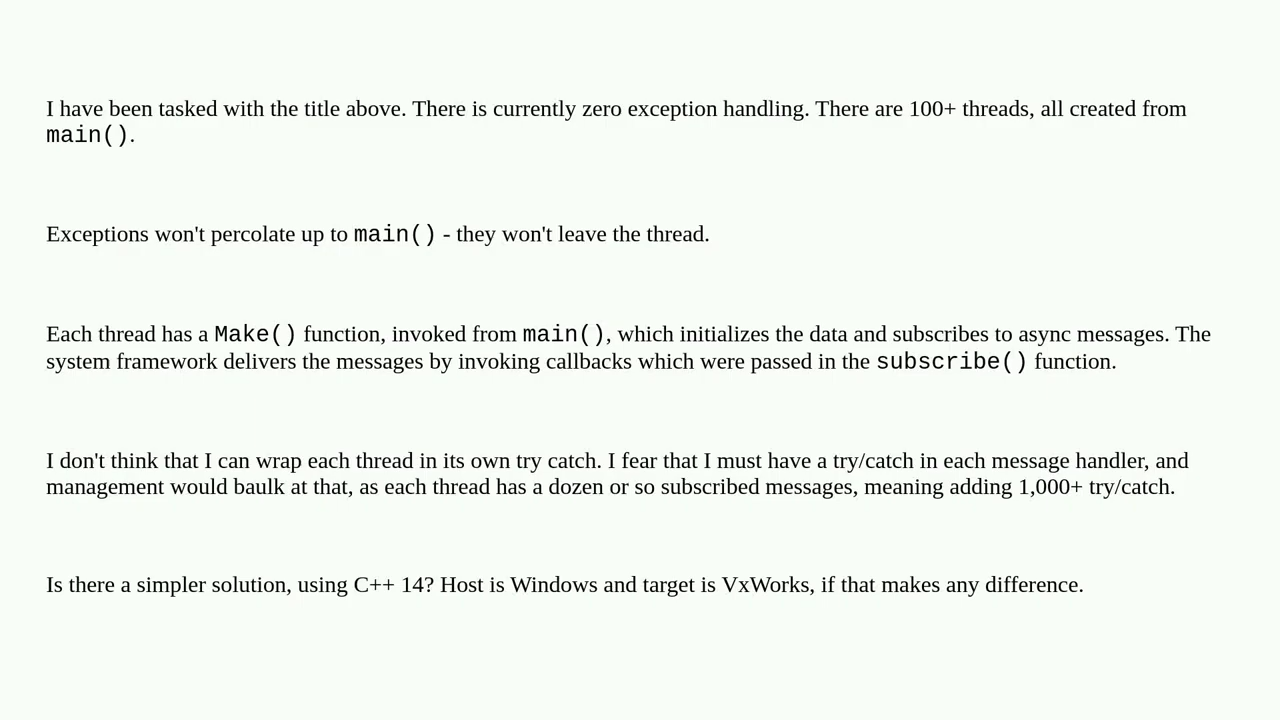 I have been tasked with the title above. There is currently zero exception handling. There are 100+ threads, all created from
main().
Exceptions won't percolate up to main() - they won't leave the thread.
Each thread has a Make() function, invoked from main(), which initializes the data and subscribes to async messages. The
system framework delivers the messages by invoking callbacks which were passed in the subscribe() function.
I don't think that I can wrap each thread in its own try catch. I fear that I must have a try/catch in each message handler, and
management would baulk at that, as each thread has a dozen or so subscribed messages, meaning adding 1,000+ try/catch.
Is there a simpler solution, using C++ 14? Host is Windows and target is VxWorks, if that makes any difference.